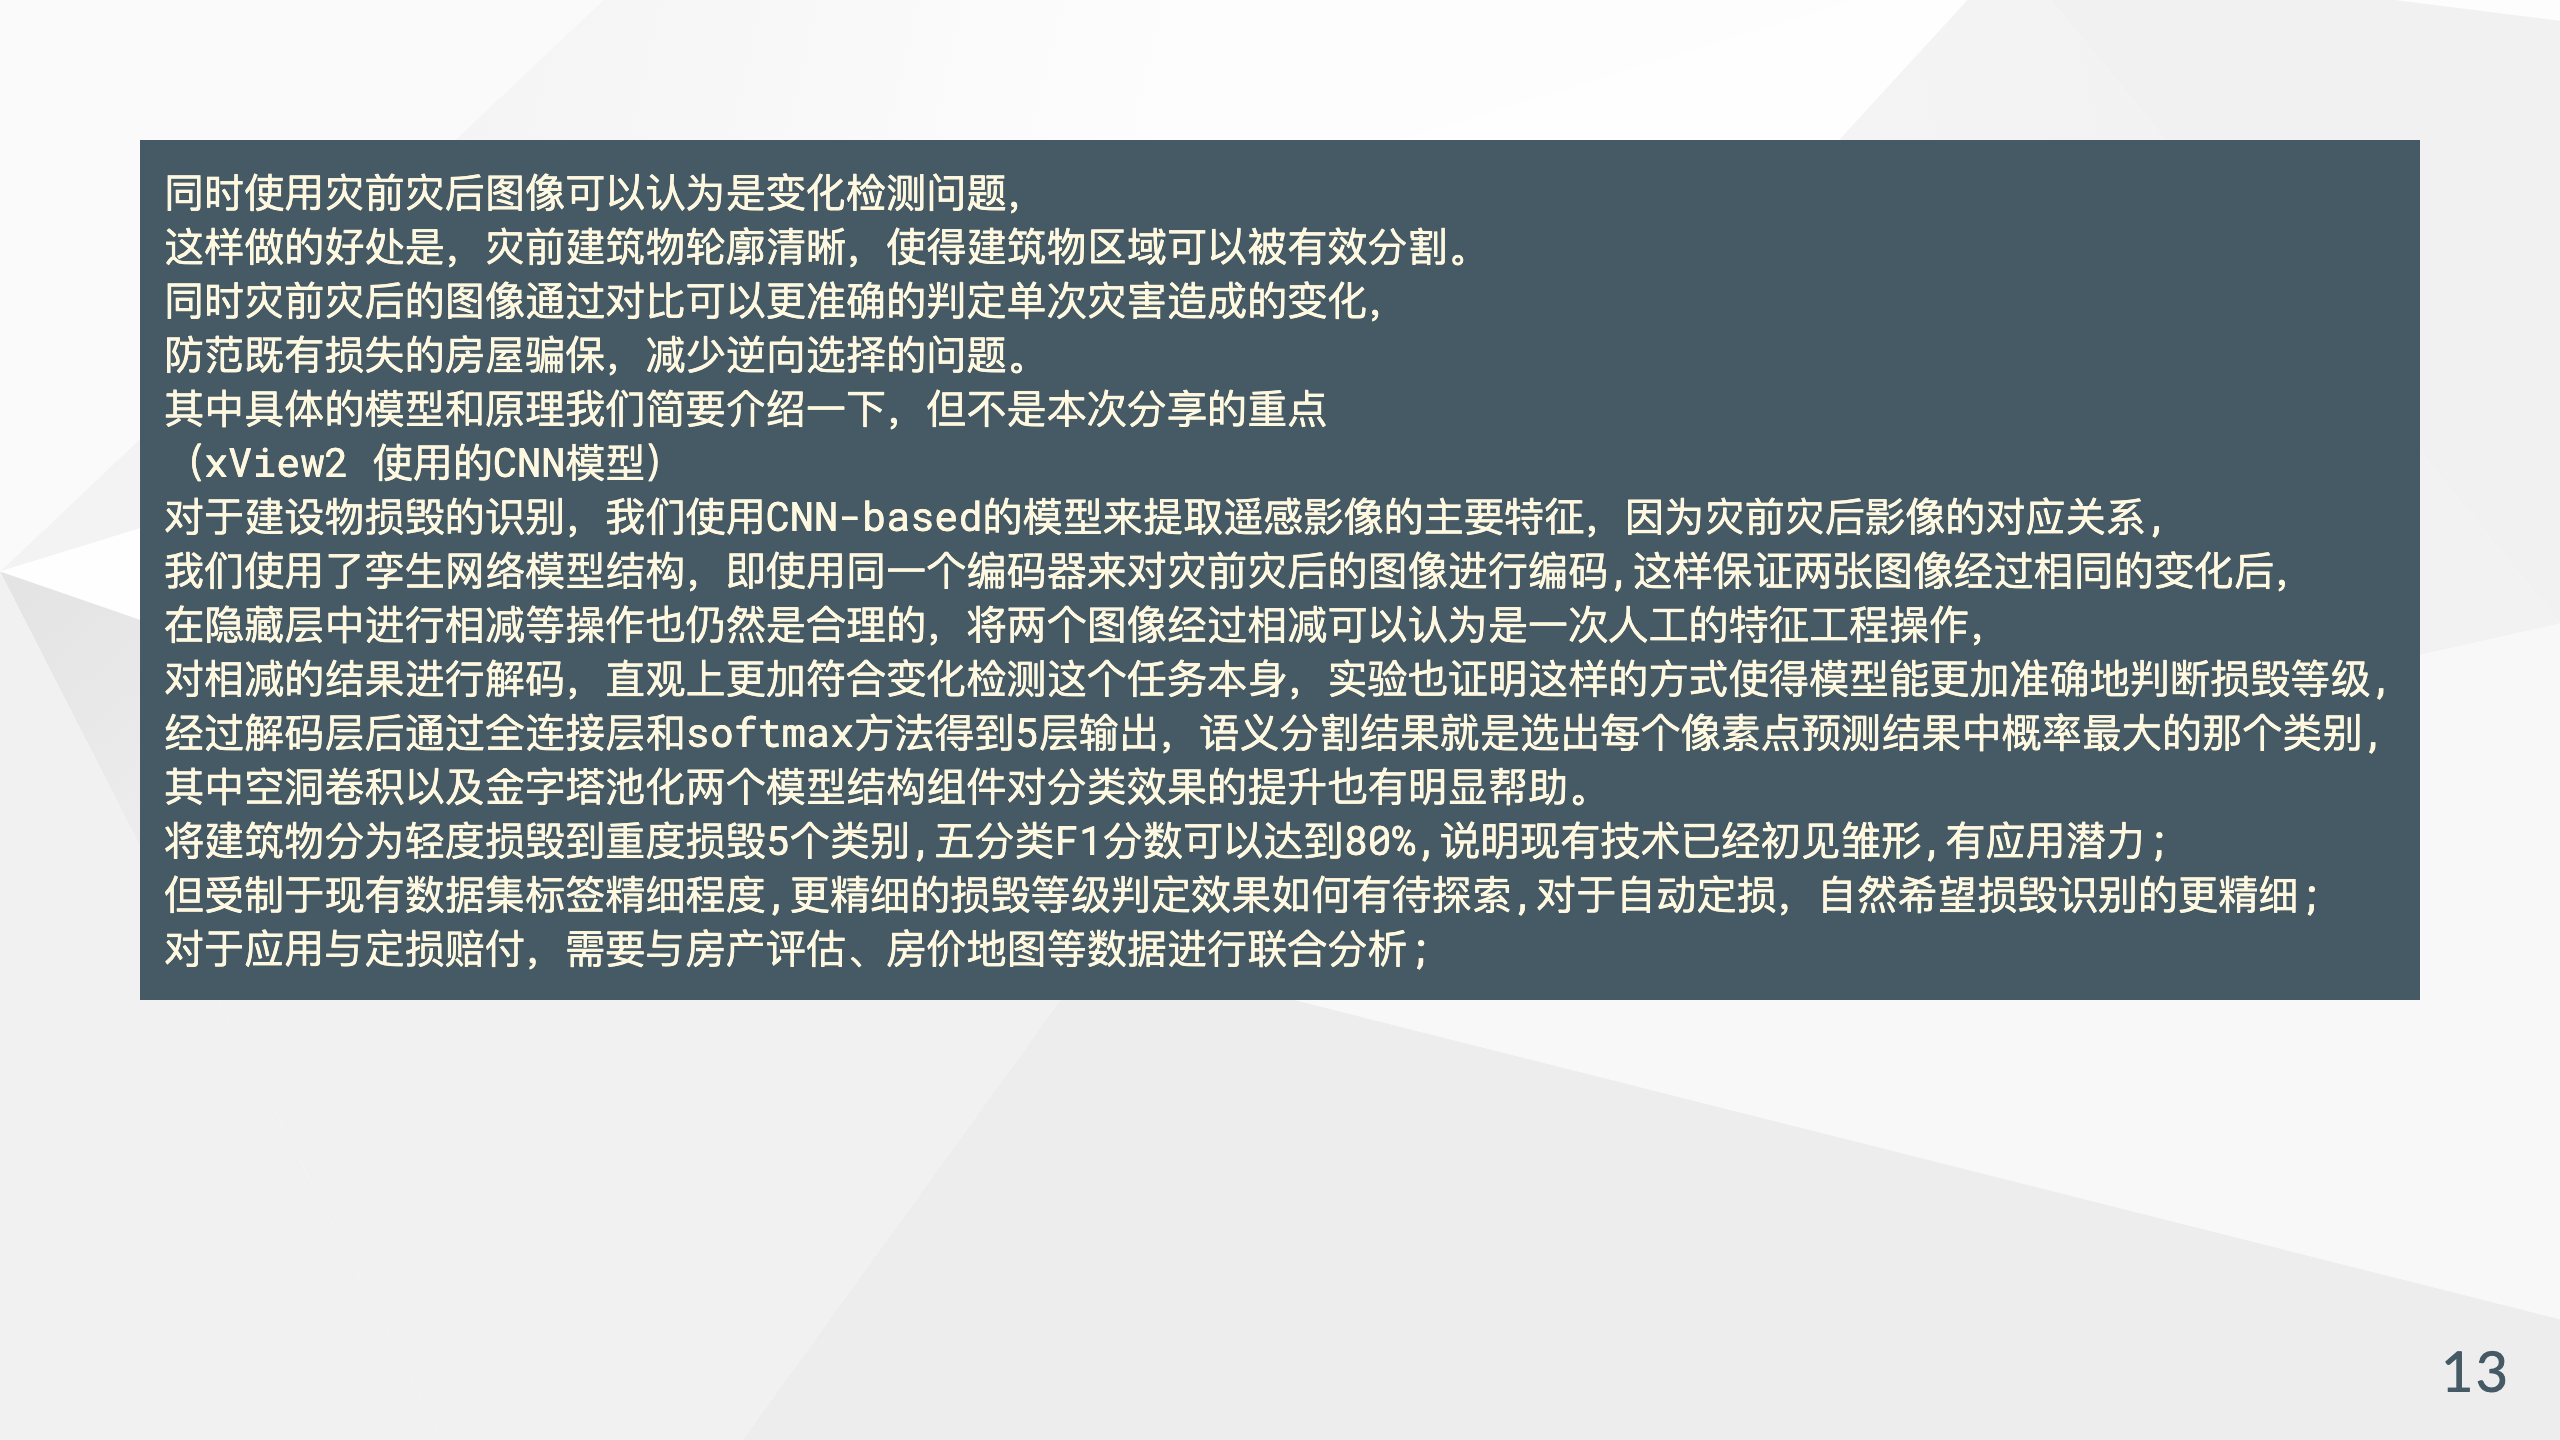 同时使用灾前灾后图像可以认为是变化检测问题，
这样做的好处是，灾前建筑物轮廓清晰，使得建筑物区域可以被有效分割。
同时灾前灾后的图像通过对比可以更准确的判定单次灾害造成的变化，
防范既有损失的房屋骗保，减少逆向选择的问题。
其中具体的模型和原理我们简要介绍一下，但不是本次分享的重点
（xView2 使用的CNN模型）
对于建设物损毁的识别，我们使用CNN-based的模型来提取遥感影像的主要特征，因为灾前灾后影像的对应关系,
我们使用了孪生网络模型结构，即使用同一个编码器来对灾前灾后的图像进行编码,这样保证两张图像经过相同的变化后，
在隐藏层中进行相减等操作也仍然是合理的，将两个图像经过相减可以认为是一次人工的特征工程操作，
对相减的结果进行解码，直观上更加符合变化检测这个任务本身，实验也证明这样的方式使得模型能更加准确地判断损毁等级,
经过解码层后通过全连接层和softmax方法得到5层输出，语义分割结果就是选出每个像素点预测结果中概率最大的那个类别,
其中空洞卷积以及金字塔池化两个模型结构组件对分类效果的提升也有明显帮助。
将建筑物分为轻度损毁到重度损毁5个类别,五分类F1分数可以达到80%,说明现有技术已经初见雏形,有应用潜力;
但受制于现有数据集标签精细程度,更精细的损毁等级判定效果如何有待探索,对于自动定损，自然希望损毁识别的更精细;
对于应用与定损赔付，需要与房产评估、房价地图等数据进行联合分析;
13